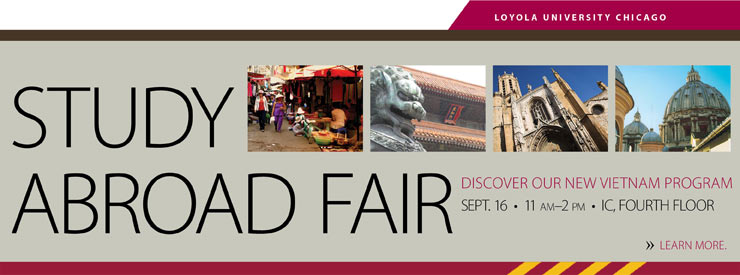 LOYOLA UNIVERSITY CHICAGO
STUDY
ABROAD FAIR
DISCOVER OUR NEW VIETNAM PROGRAM
SEPT. 16 • 11 AM–2 PM • IC, FOURTH FLOOR
» LEARN MORE.